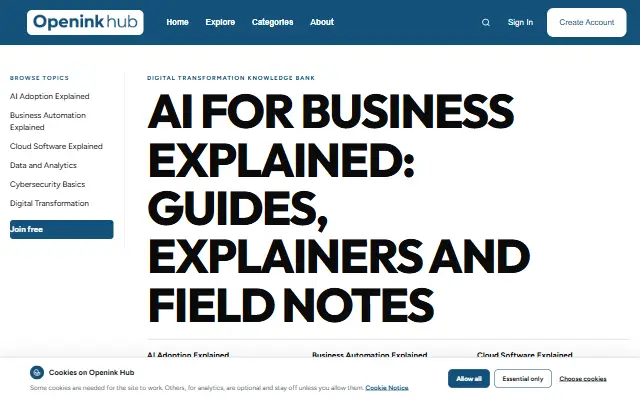 Openink hub
Home Explore Categories About
Sign In
Create Account
BROWSE TOPICS
AI Adoption Explained
Business Automation
Explained
Cloud Software Explained
Data and Analytics
Cybersecurity Basics
Digital Transformation
Join free
DIGITAL TRANSFORMATION KNOWLEDGE BANK
AI FOR BUSINESS
EXPLAINED:
GUIDES,
EXPLAINERS AND
FIELD NOTES
AI Adoption Explained
Business Automation Explained
Cloud Software Explained
Cookies on Openink Hub
Some cookies are needed for the site to work. Others, for analytics, are optional and stay off unless you allow them. Cookie Notice.
Allow all
Essential only
Choose cookies